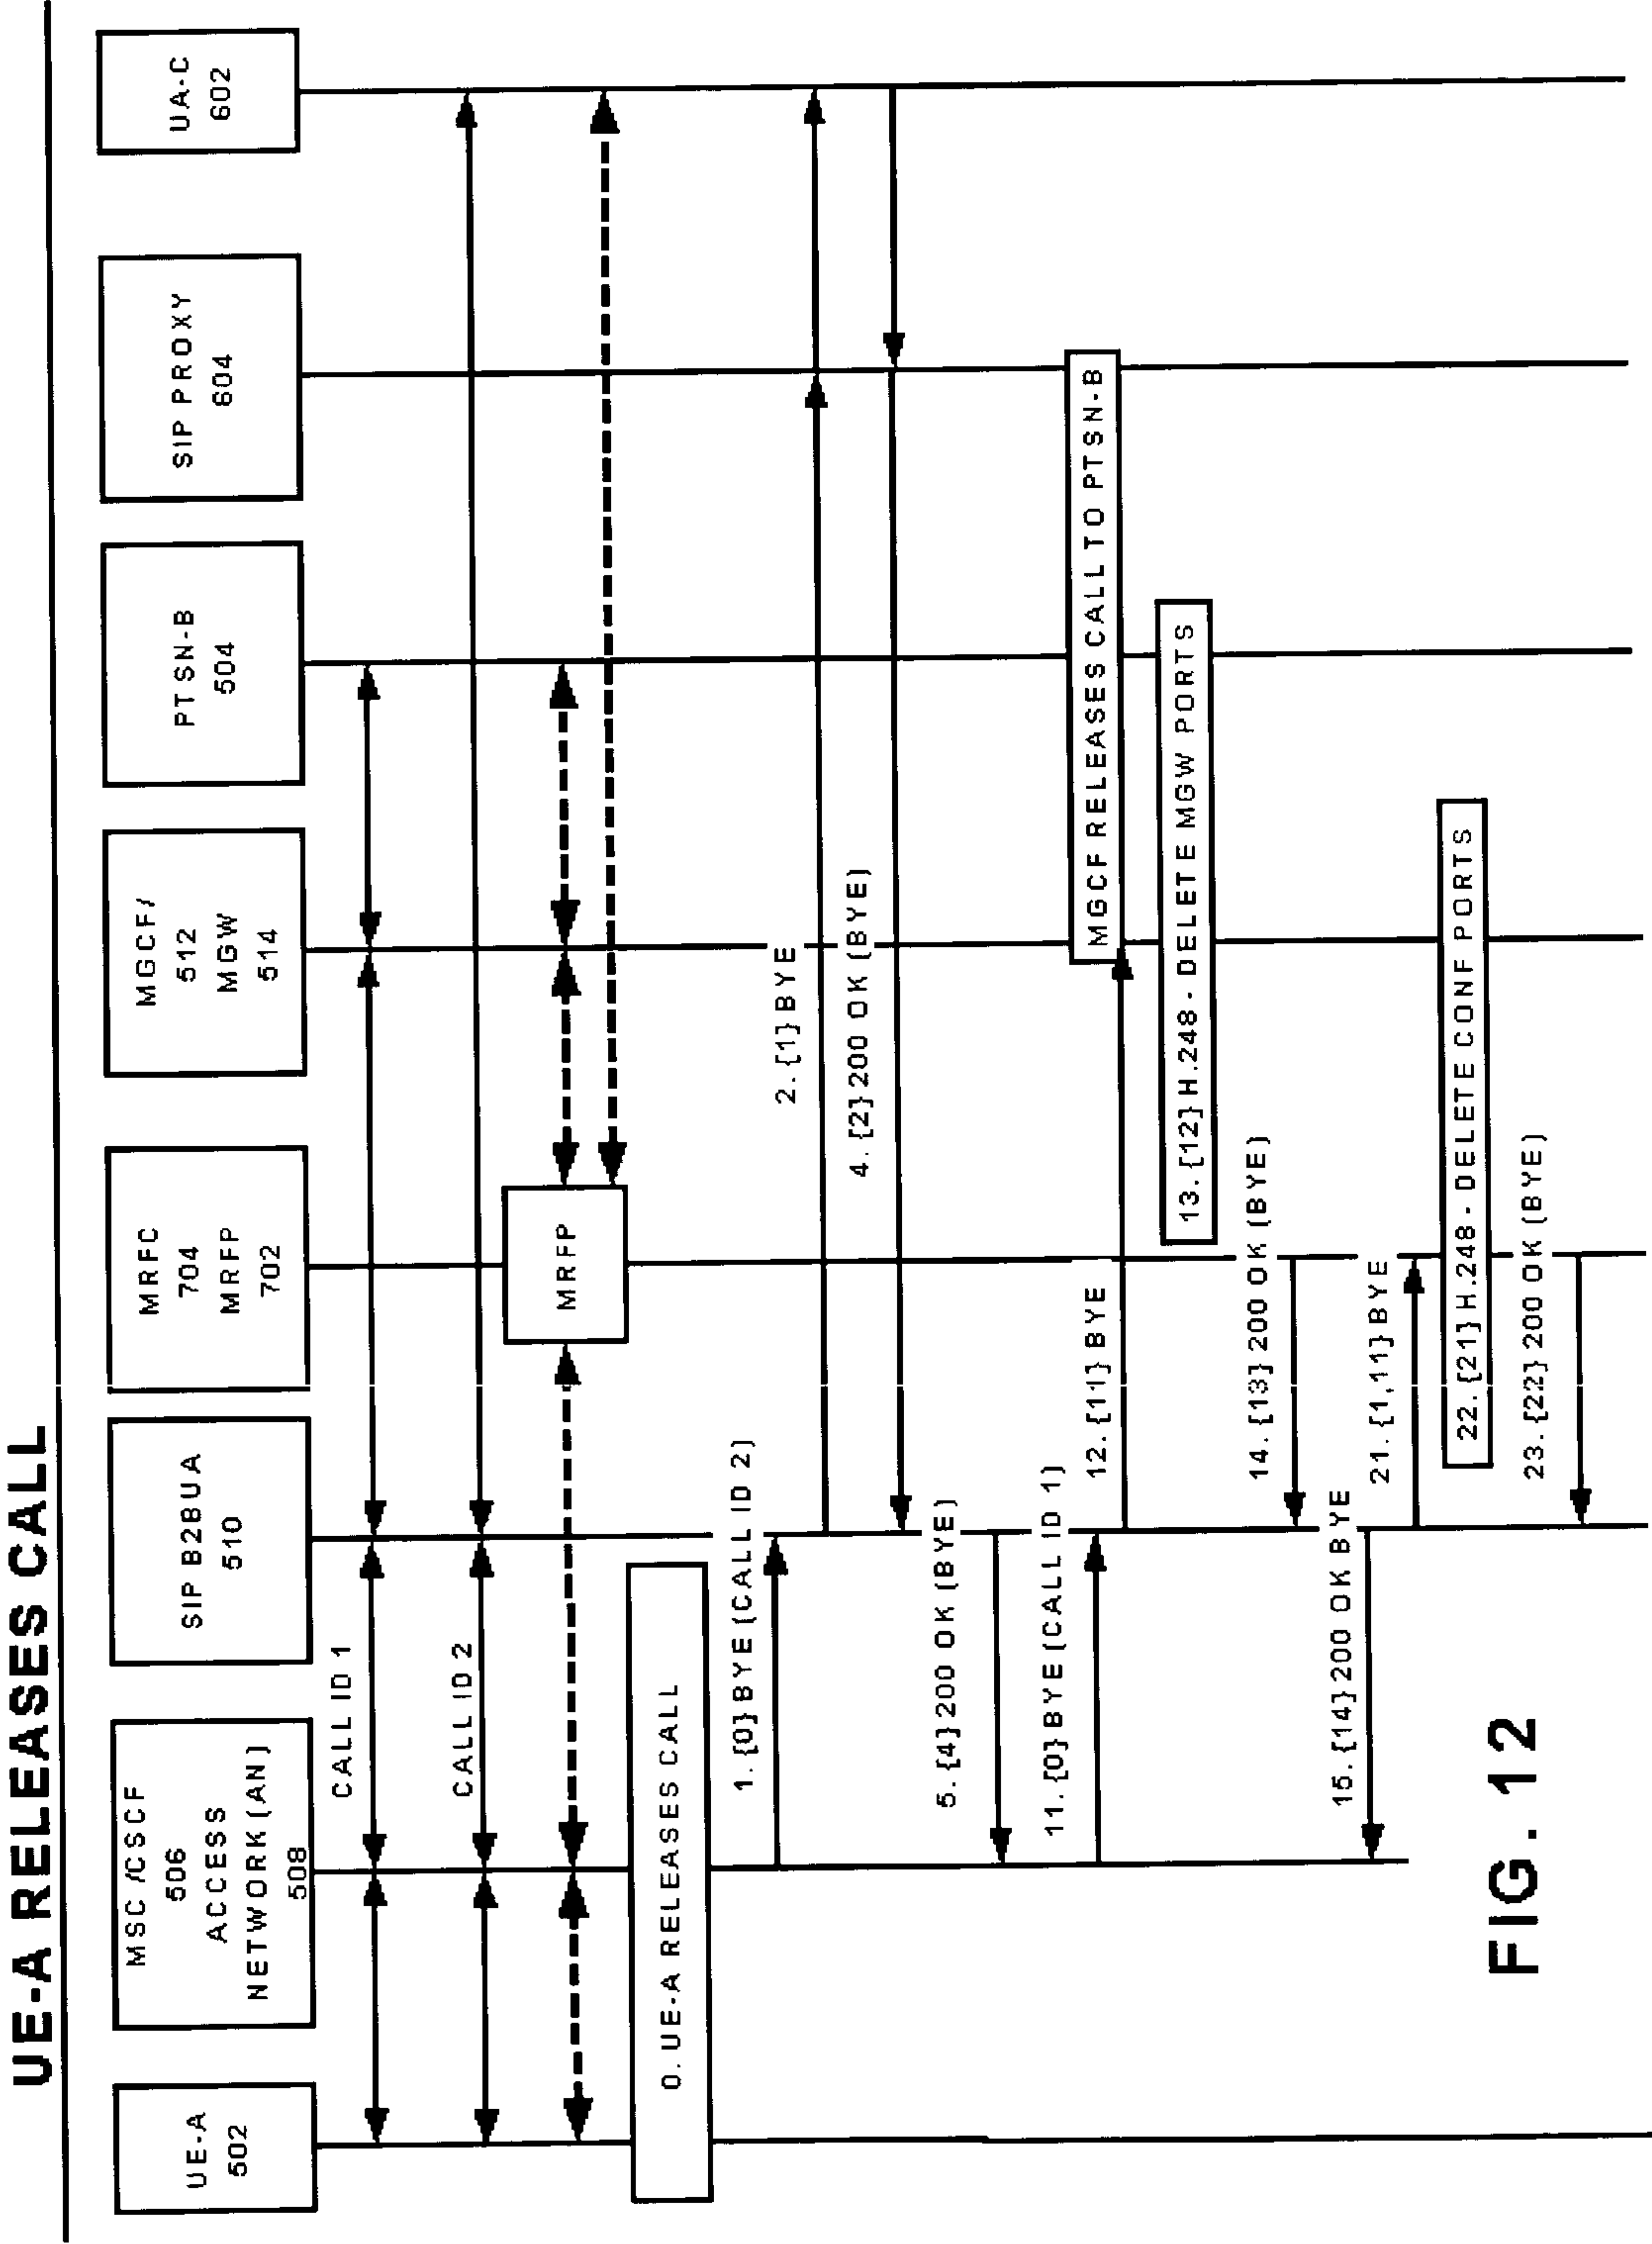 UE-A RELEASES CALL
UE-A
502
MSC /CSCF
506
ACCESS
NETWORK (AN)
508
SIP B2BUA
510
MRFC
704
MRFP
702
MGCF/
512
MGW
514
PTSN-B
504
SIP PROXY
604
UA-C
602
CALL ID 1
CALL ID 2
MRFP
0. UE-A RELEASES CALL
1. {0} BYE (CALL ID 2)
2. {1} BYE
4. {2} 200 OK (BYE)
5. {4} 200 OK (BYE)
11. {0} BYE (CALL ID 1)
12. {11} BYE
MGCF RELEASES CALL TO PTSN-B
13. {12} H.248 - DELETE MGW PORTS
14. {13} 200 OK (BYE)
15. {14} 200 OK BYE
21. {1,11} BYE
22. {21} H.248 - DELETE CONF PORTS
23. {22} 200 OK (BYE)
FIG. 12